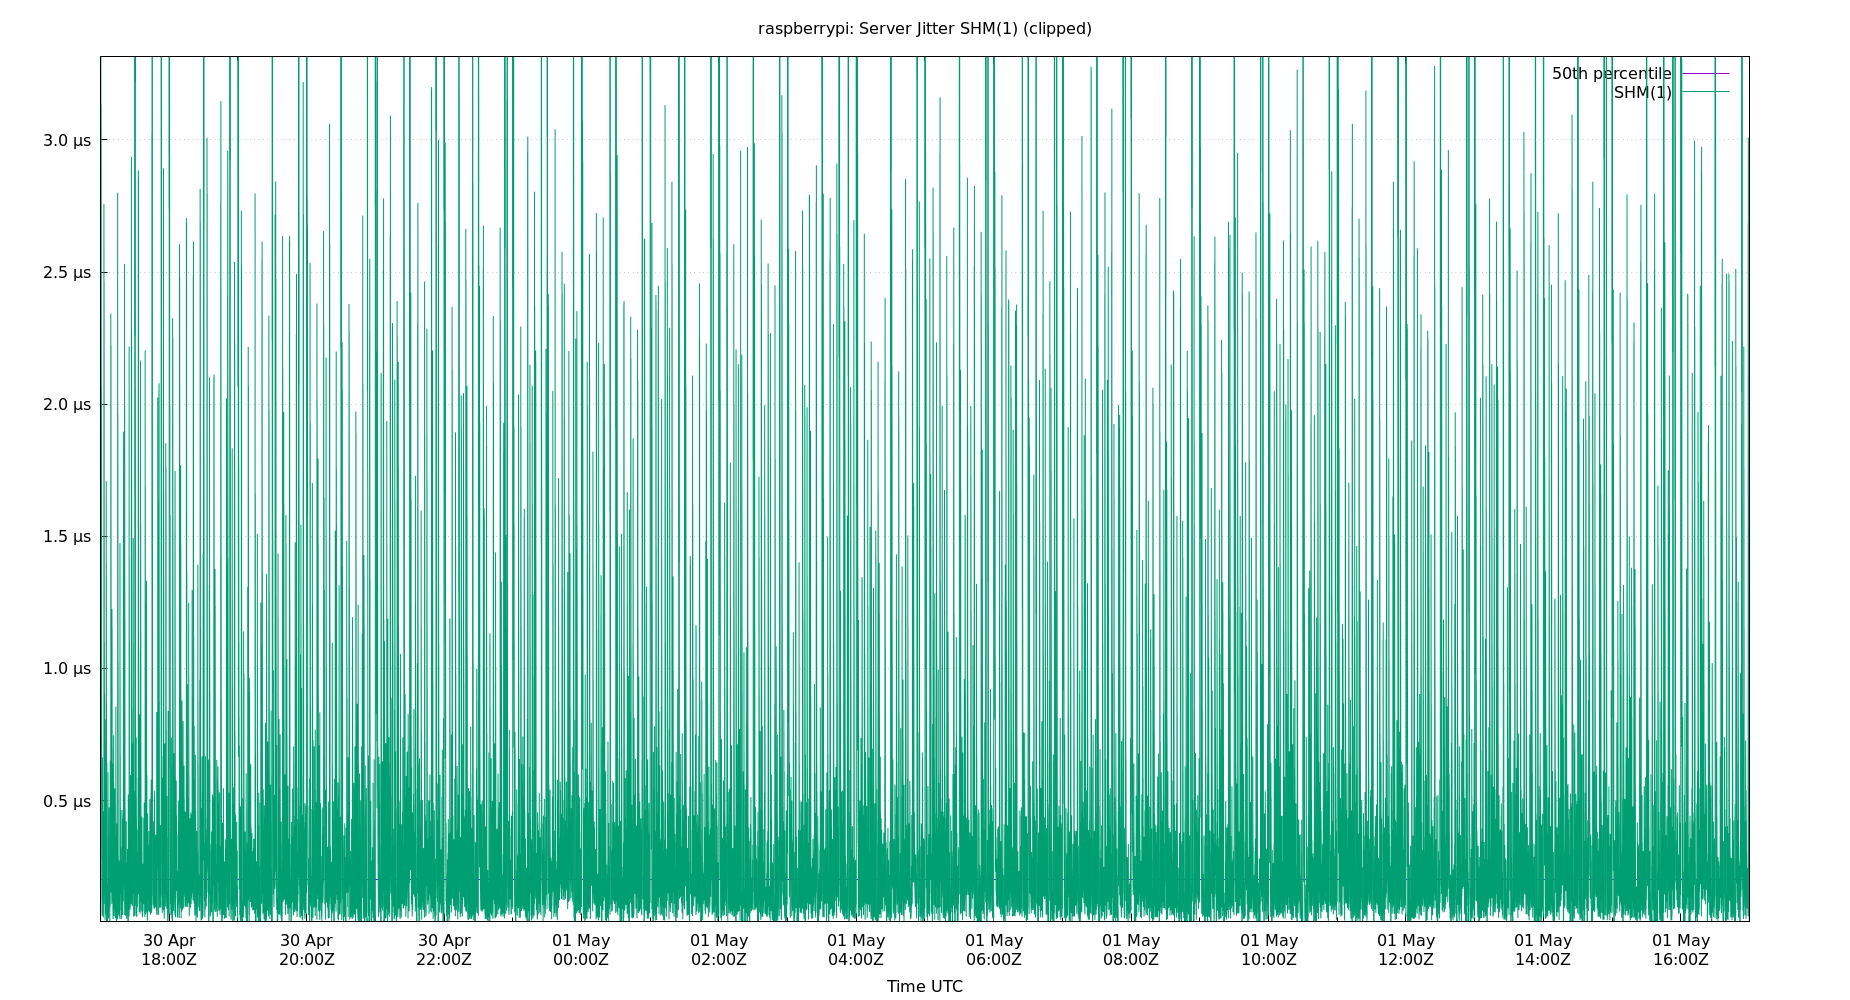 raspberrypi: Server Jitter SHM(1) (clipped)
50th percentile
SHM(1)
3.0 µs
2.5 µs
2.0 µs
1.5 µs
1.0 µs
0.5 µs
30 Apr 30 Apr 30 Apr 01 May 01 May 01 May 01 May 01 May 01 May 01 May 01 May 01 May
18:00Z 20:00Z 22:00Z 00:00Z 02:00Z 04:00Z 06:00Z 08:00Z 10:00Z 12:00Z 14:00Z 16:00Z
Time UTC